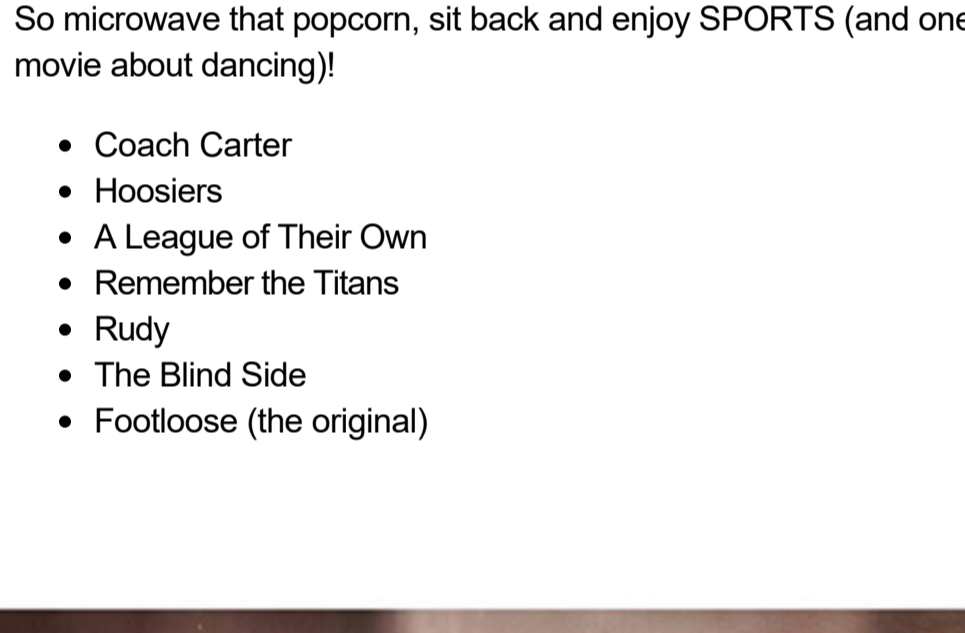 So microwave that popcorn, sit back and enjoy SPORTS (and one
movie about dancing)!
Coach Carter
Hoosiers
A League of Their Own
Remember the Titans
Rudy
The Blind Side
Footloose (the original)